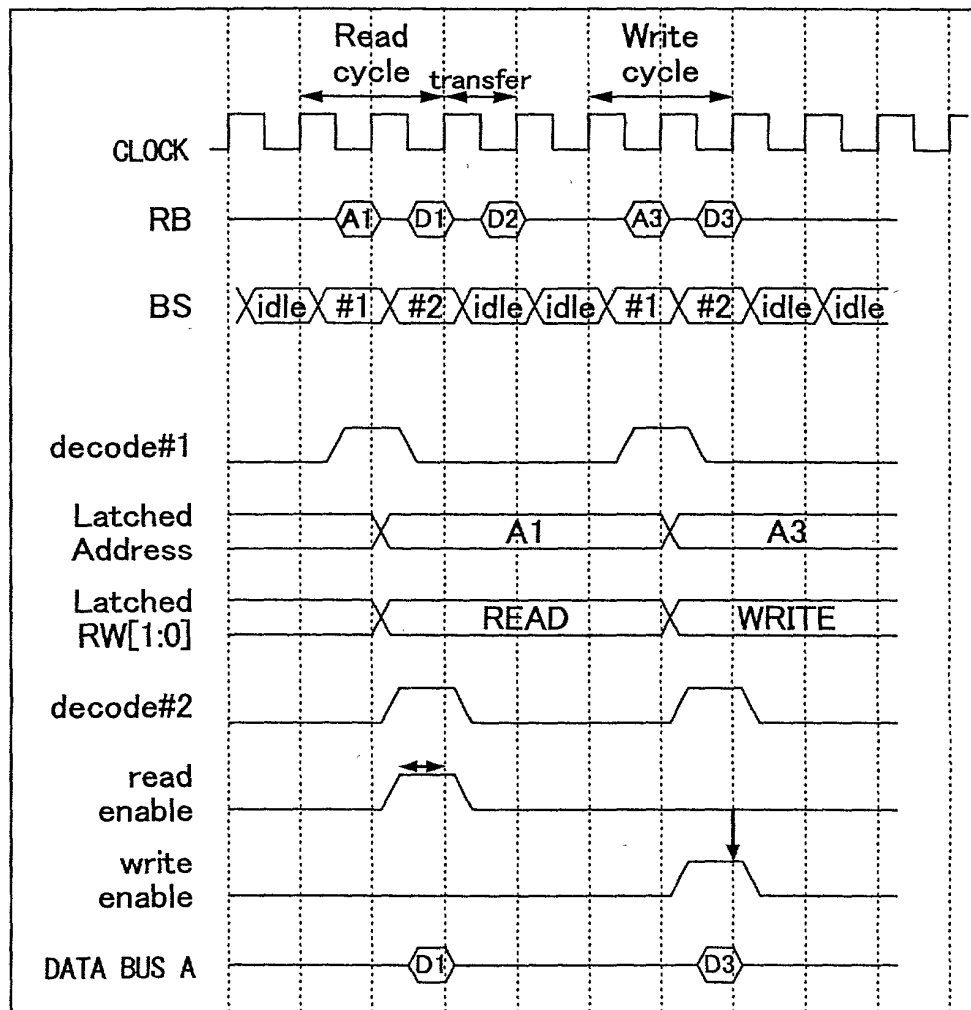 Read
cycle
transfer
Write
cycle
CLOCK
RB A1 D1 D2 A3 D3
BS idle #1 #2 idle idle #1 #2 idle idle
decode#1
Latched
Address A1 A3
Latched
RW[1:0] READ WRITE
decode#2
read
enable
write
enable
DATA BUS A D1 D3